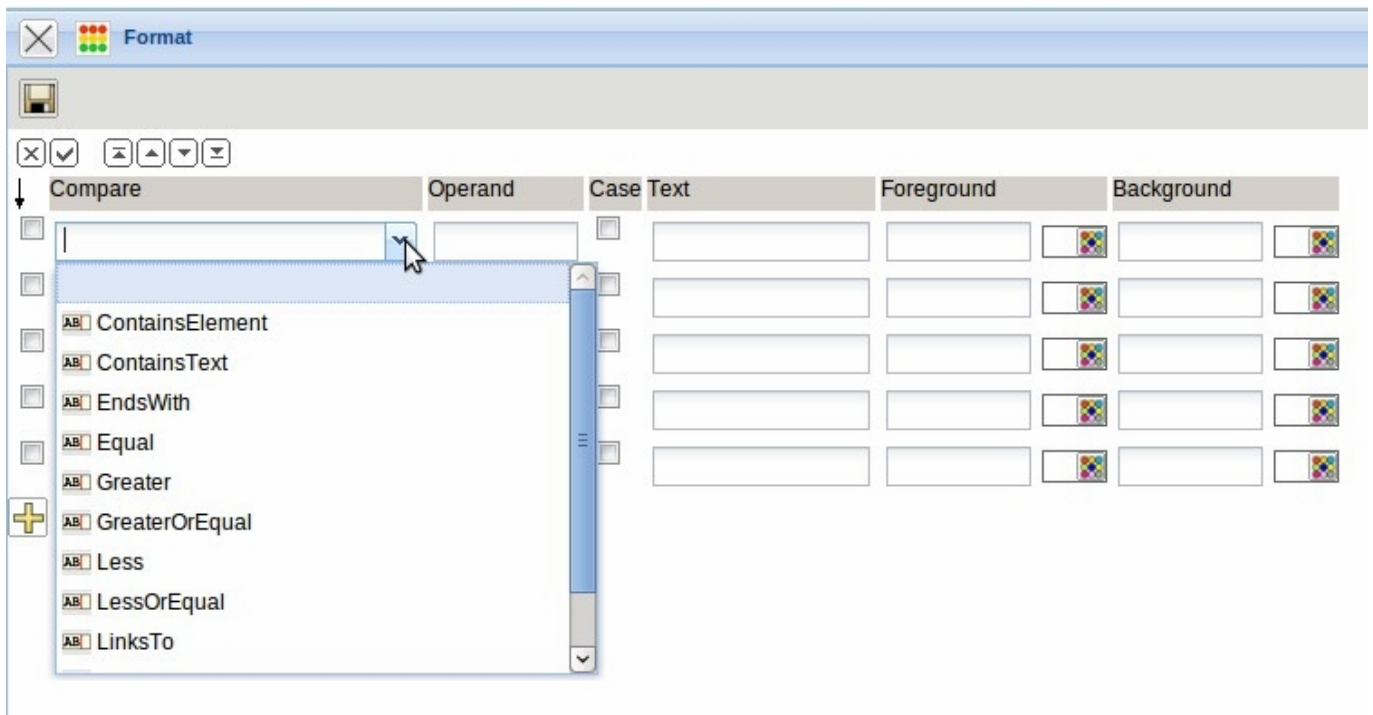 Format
Compare Operand Case Text Foreground Background
ContainsElement
ContainsText
EndsWith
Equal
Greater
GreaterOrEqual
Less
LessOrEqual
LinksTo